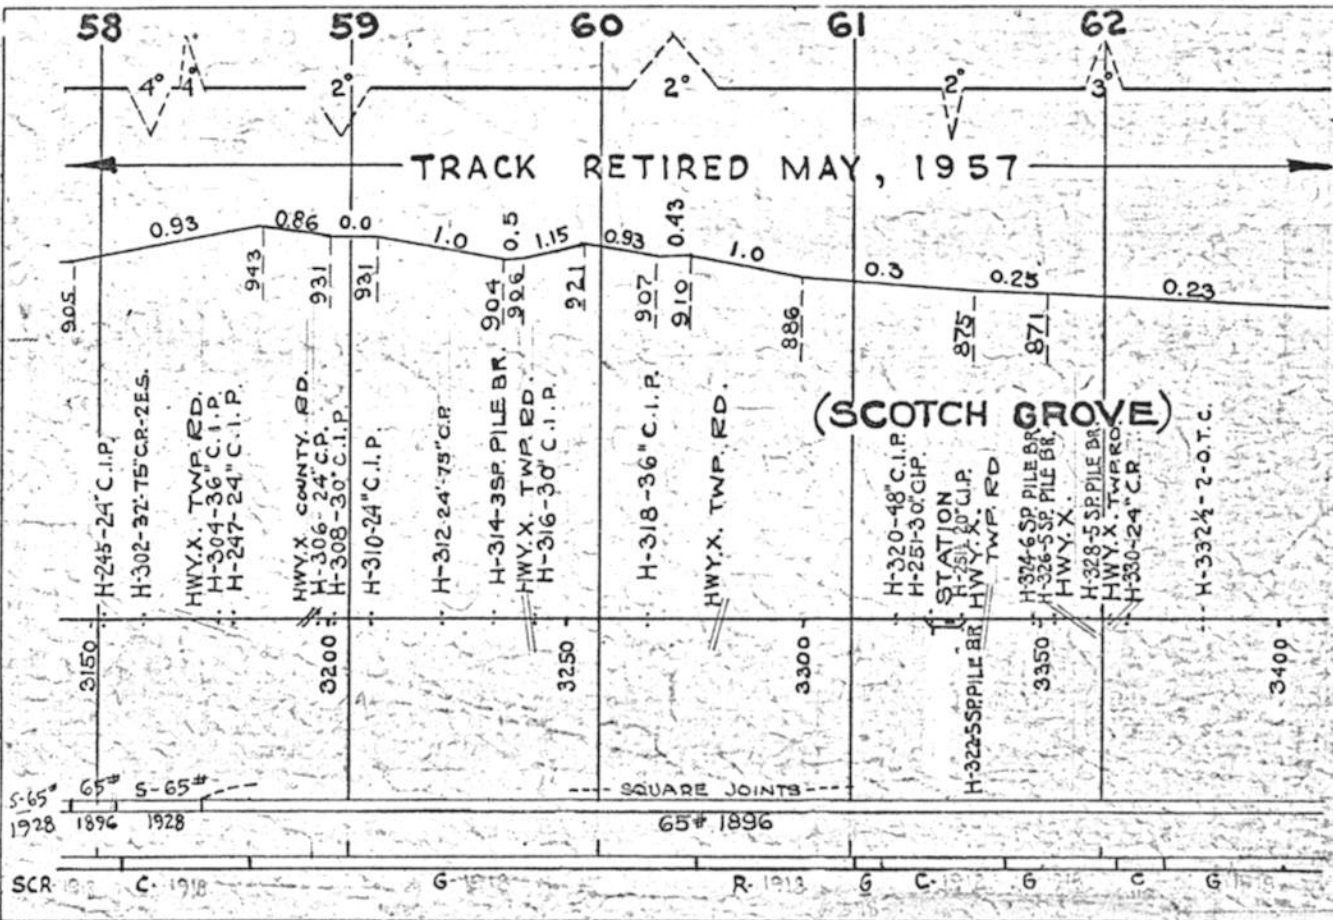 58 59 60 61 62
4° 4° 2° 2° 2° 3°
TRACK RETIRED MAY, 1957
0.93 0.86 0.0 1.0 0.5 1.15 0.93 0.43 1.0 0.3 0.25 0.23
905 943 931 931 904 906 921 907 910 886 875 871
(SCOTCH GROVE)
H-245-24" C.I.P.
H-302-32"-75" C.P.-2 E.S.
HWY.X. TWP. RD.
H-304-36" C.I.P.
H-247-24" C.I.P.
HWY.X. COUNTY. RD.
H-306-24" C.P.
H-308-30" C.I.P.
H-310-24" C.I.P.
H-312-24"-75" C.P.
H-314-3 SP. PILE BR.
HWY.X. TWP. RD.
H-316-30" C.I.P.
H-318-36" C.I.P.
HWY.X. TWP. RD.
H-320-48" C.I.P.
H-251-30" C.I.P.
STATION
H-251½-20" C.I.P.
H-322-5 SP. PILE BR. HWY.X.
TWP. RD
H-324-6 SP. PILE BR.
H-326-5 SP. PILE BR.
HWY.X.
H-328-5 SP. PILE BR.
HWY.X. TWP. RD.
H-330-24" C.P.
H-332½-2-0. T. C.
3150 3200 3250 3300 3350 3400
S-65# 65# S-65# SQUARE JOINTS
1928 1896 1928 65# 1896
SCR C. 1918 G R. 1913 G C. G C G